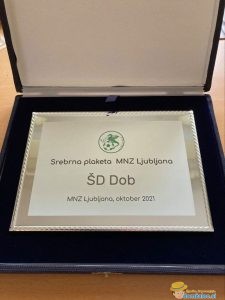 Srebrna plaketa MNZ Ljubljana
ŠD Dob
MNZ Ljubljana, oktober 2021